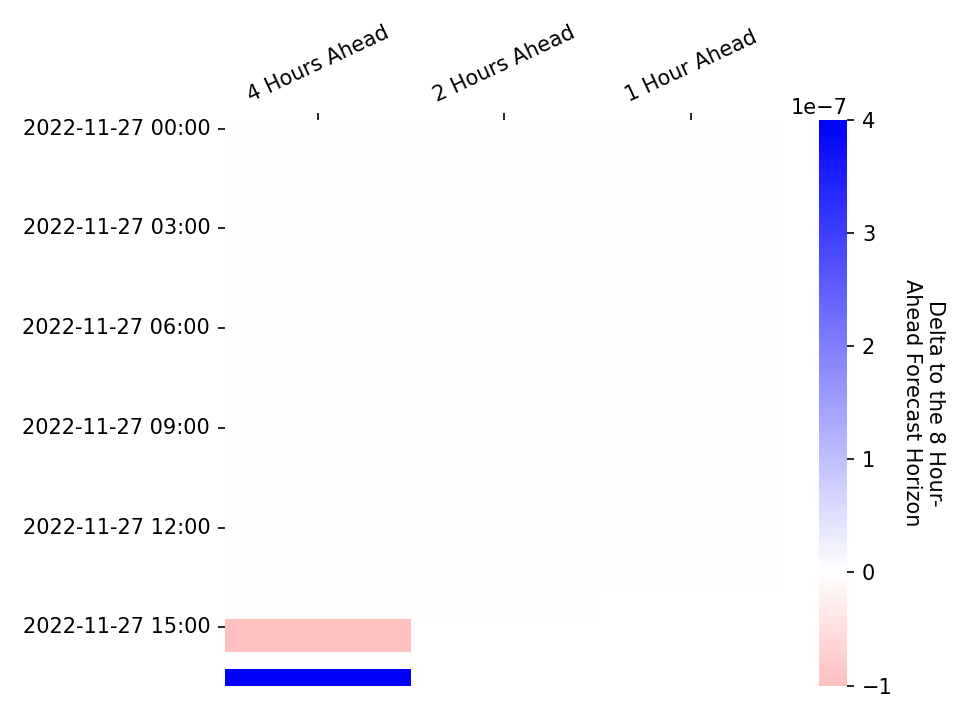 4 Hours Ahead
2 Hours Ahead
1 Hour Ahead
2022-11-27 00:00
2022-11-27 03:00
2022-11-27 06:00
2022-11-27 09:00
2022-11-27 12:00
2022-11-27 15:00
1e−7
4
3
2
1
0
−1
Delta to the 8 Hour-
Ahead Forecast Horizon